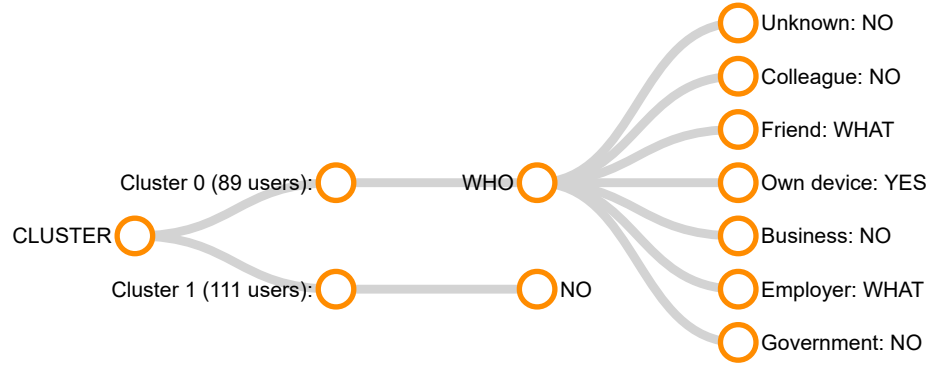 CLUSTER
Cluster 0 (89 users):
Cluster 1 (111 users):
WHO
NO
Unknown: NO
Colleague: NO
Friend: WHAT
Own device: YES
Business: NO
Employer: WHAT
Government: NO